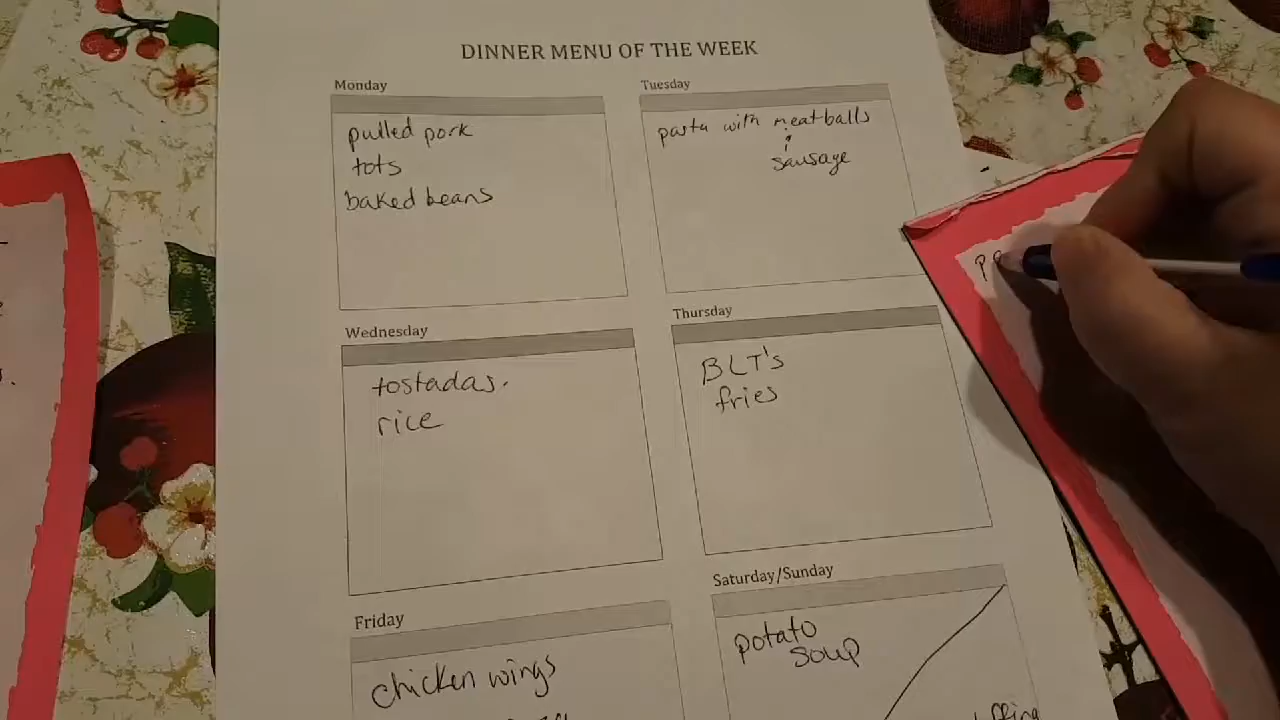 DINNER MENU OF THE WEEK
Monday
pulled pork
tots
baked beans
Tuesday
pasta with meatballs
sausage
Wednesday
tostadas.
rice
Thursday
BLT's
fries
Friday
chicken wings
Saturday/Sunday
potato
soup